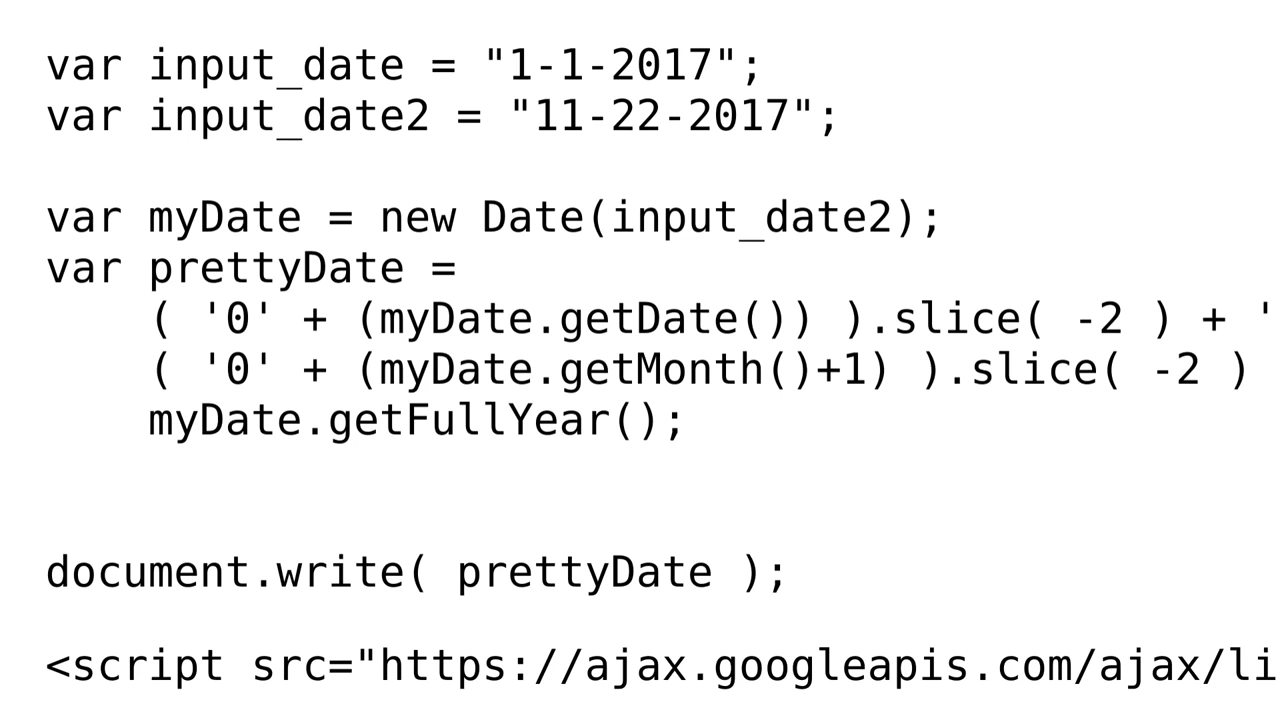 var input_date = "1-1-2017";
var input_date2 = "11-22-2017";
var myDate = new Date(input_date2);
var prettyDate =
( '0' + (myDate.getDate()) ).slice( -2 ) + '
( '0' + (myDate.getMonth()+1) ).slice( -2 )
myDate.getFullYear();
document.write( prettyDate );
<script src="https://ajax.googleapis.com/ajax/li